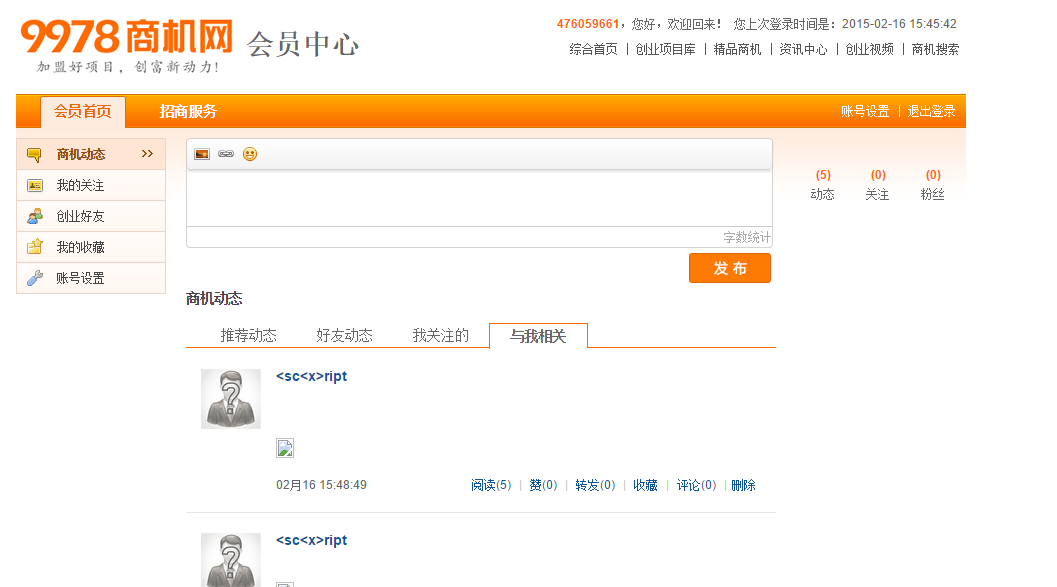 9978商机网 会员中心
加盟好项目，创富新动力!
476059661，您好，欢迎回来！ 您上次登录时间是：2015-02-16 15:45:42
综合首页 | 创业项目库 | 精品商机 | 资讯中心 | 创业视频 | 商机搜索
会员首页 招商服务 账号设置 | 退出登录
商机动态 >>
我的关注
创业好友
我的收藏
账号设置
字数统计
发 布
(5) (0) (0)
动态 关注 粉丝
商机动态
推荐动态 好友动态 我关注的 与我相关
<sc<x>ript
02月16 15:48:49 阅读(5) | 赞(0) | 转发(0) | 收藏 | 评论(0) | 删除
<sc<x>ript